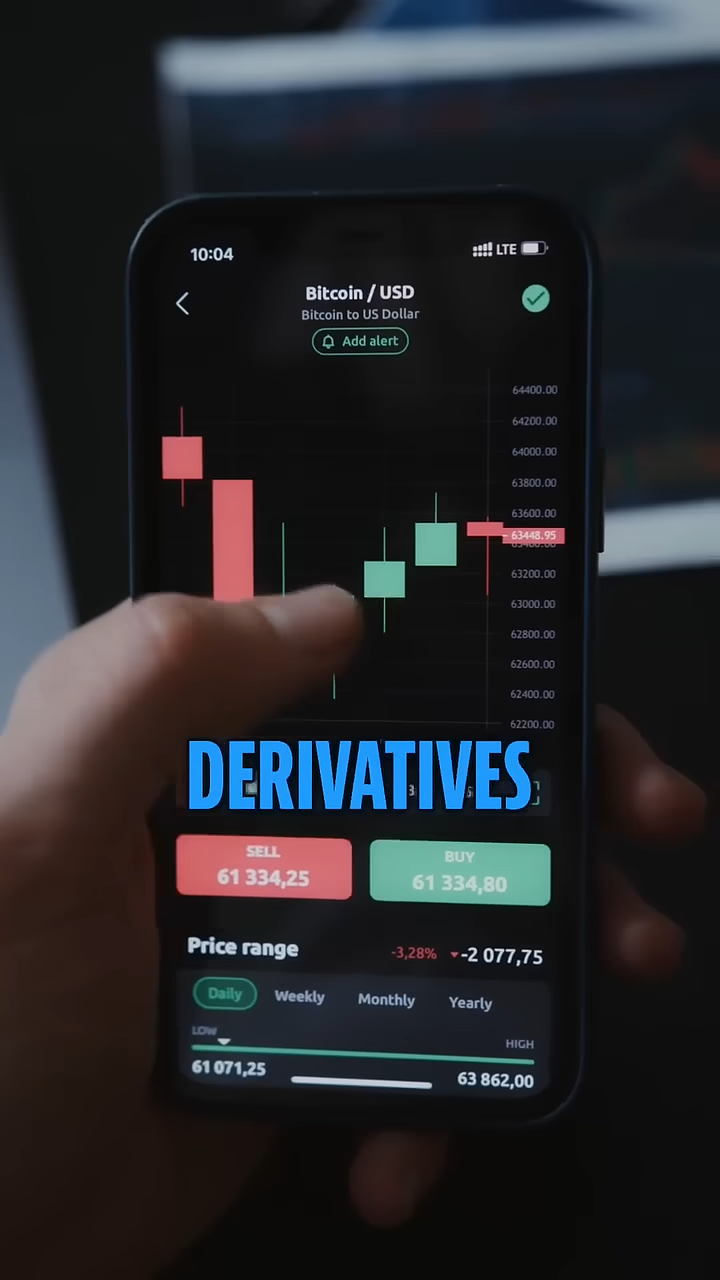 10:04
LTE
Bitcoin / USD
Bitcoin to US Dollar
Add alert
64400.00
64200.00
64000.00
63800.00
63600.00
63448.95
63200.00
63000.00
62800.00
62600.00
62400.00
62200.00
DERIVATIVES
SELL
61 334,25
BUY
61 334,80
Price range
-3,28%
-2 077,75
Daily
Weekly
Monthly
Yearly
LOW
HIGH
61 071,25
63 862,00